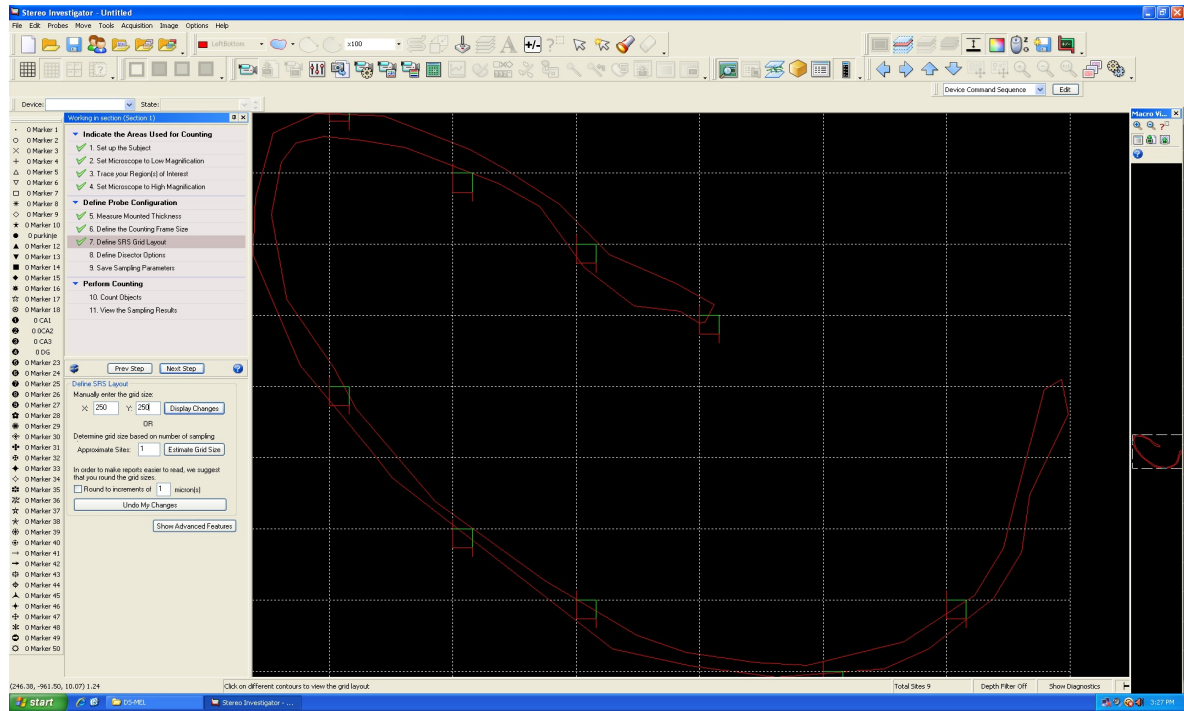 Stereo Investigator - Untitled
File Edit Probes Move Tools Acquisition Image Options Help
LeftBottom x100
Device Command Sequence Edit
Device: State:
Working in section (Section 1)
Macro Vi...
0 Marker 1
0 Marker 2
0 Marker 3
0 Marker 4
0 Marker 5
0 Marker 6
0 Marker 7
0 Marker 8
0 Marker 9
0 Marker 10
0 purkinje
0 Marker 12
0 Marker 13
0 Marker 14
0 Marker 15
0 Marker 16
0 Marker 17
0 Marker 18
0 CA1
0 0CA2
0 CA3
0 DG
0 Marker 23
0 Marker 24
0 Marker 25
0 Marker 26
0 Marker 27
0 Marker 28
0 Marker 29
0 Marker 30
0 Marker 31
0 Marker 32
0 Marker 33
0 Marker 34
0 Marker 35
0 Marker 36
0 Marker 37
0 Marker 38
0 Marker 39
0 Marker 40
0 Marker 41
0 Marker 42
0 Marker 43
0 Marker 44
0 Marker 45
0 Marker 46
0 Marker 47
0 Marker 48
0 Marker 49
0 Marker 50
Indicate the Areas Used for Counting
1. Set up the Subject
2. Set Microscope to Low Magnification
3. Trace your Region(s) of Interest
4. Set Microscope to High Magnification
Define Probe Configuration
5. Measure Mounted Thickness
6. Define the Counting Frame Size
7. Define SRS Grid Layout
8. Define Disector Options
9. Save Sampling Parameters
Perform Counting
10. Count Objects
11. View the Sampling Results
Prev Step Next Step
Define SRS Layout
Manually enter the grid size:
X: 250 Y: 250 Display Changes
OR
Determine grid size based on number of sampling
Approximate Sites: 1 Estimate Grid Size
In order to make reports easier to read, we suggest
that you round the grid sizes.
Round to increments of 1 micron(s)
Undo My Changes
Show Advanced Features
(246.38, -961.50, 10.07) 1.24 Click on different contours to view the grid layout Total Sites 9 Depth Filter Off Show Diagnostics
start DS-MEL Stereo Investigator - ... 3:27 PM